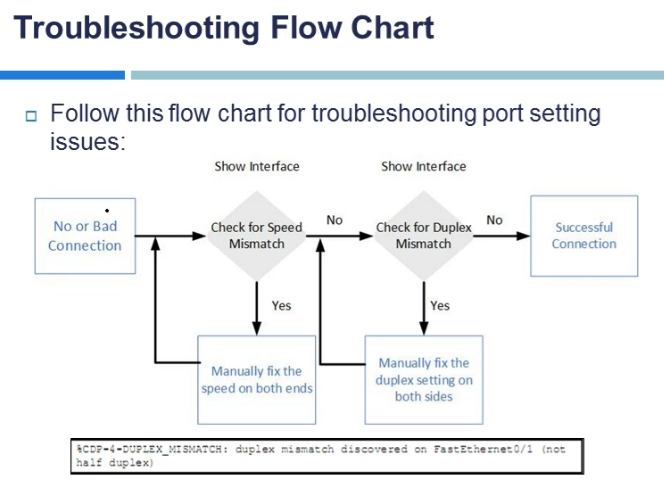 Troubleshooting Flow Chart
Follow this flow chart for troubleshooting port setting
issues:
Show Interface
Show Interface
No or Bad
Connection
Check for Speed
Mismatch
No
Check for Duplex
Mismatch
No
Successful
Connection
Yes
Yes
Manually fix the
speed on both ends
Manually fix the
duplex setting on
both sides
%CDP-4-DUPLEX_MISMATCH: duplex mismatch discovered on FastEthernet0/1 (not
half duplex)